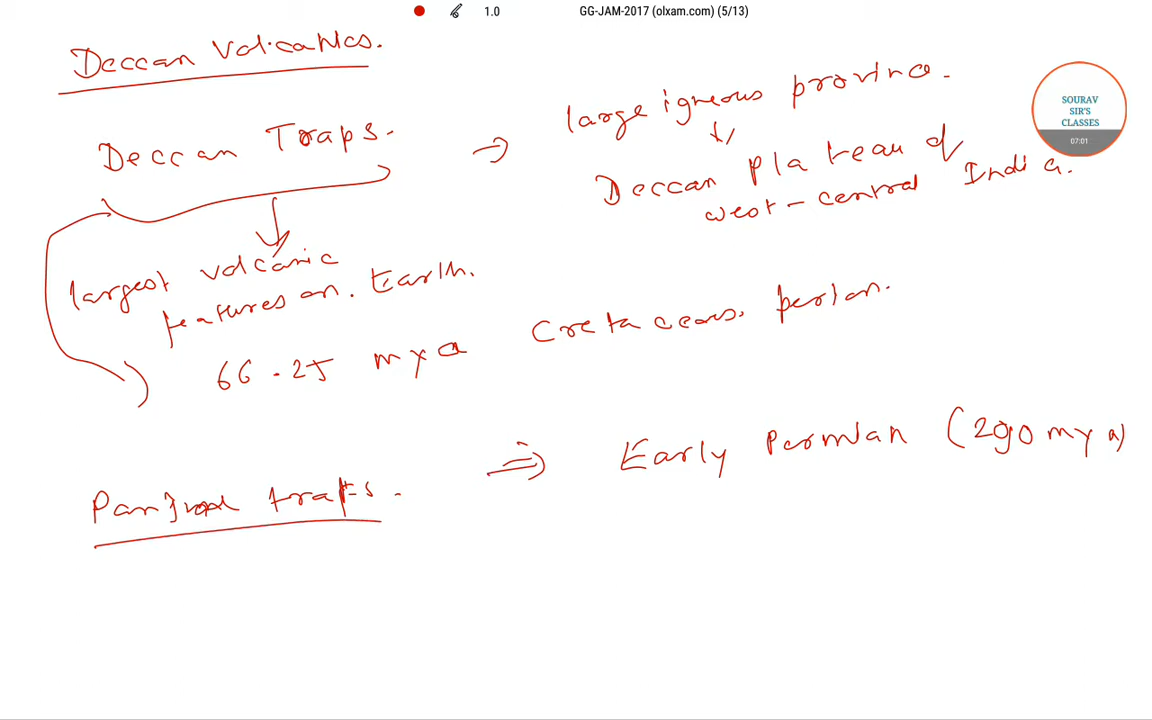 1.0 GG-JAM-2017 (olxam.com) (5/13)
Deccan Volcanics.
Deccan Traps. → large igneous province.
Deccan plateau of
west-central India.
SOURAV
SIR'S
CLASSES
07:01
largest volcanic
features on. Earth.
66.25 mya Cretaceous. period.
Panjal traps. ⇒ Early Permian (290 mya)